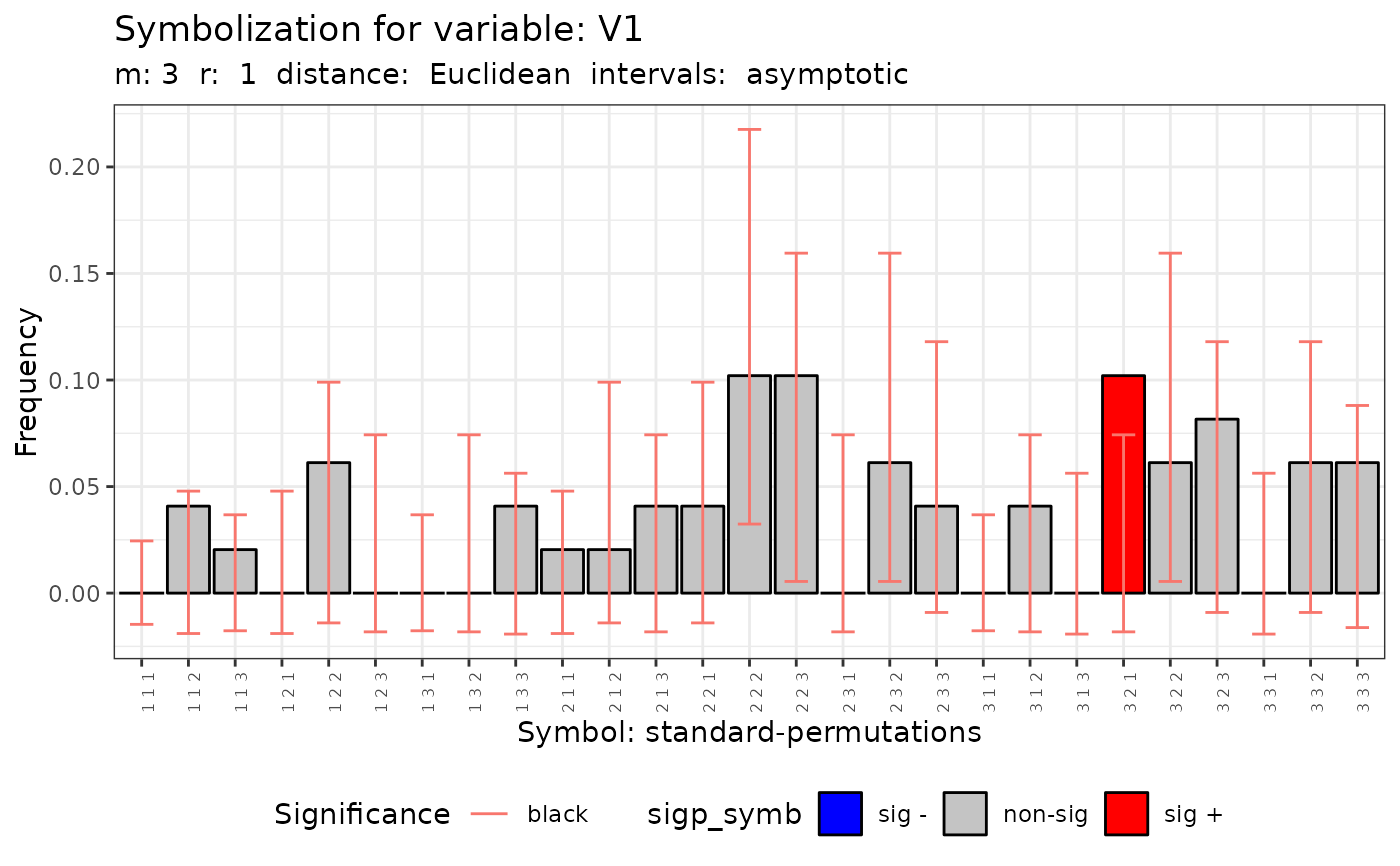 Symbolization for variable: V1
m: 3 r: 1 distance: Euclidean intervals: asymptotic
Frequency
0.20
0.15
0.10
0.05
0.00
1 1 1
1 1 2
1 1 3
1 2 1
1 2 2
1 2 3
1 3 1
1 3 2
1 3 3
2 1 1
2 1 2
2 1 3
2 2 1
2 2 2
2 2 3
2 3 1
2 3 2
2 3 3
3 1 1
3 1 2
3 1 3
3 2 1
3 2 2
3 2 3
3 3 1
3 3 2
3 3 3
Symbol: standard-permutations
Significance black sigp_symb sig - non-sig sig +